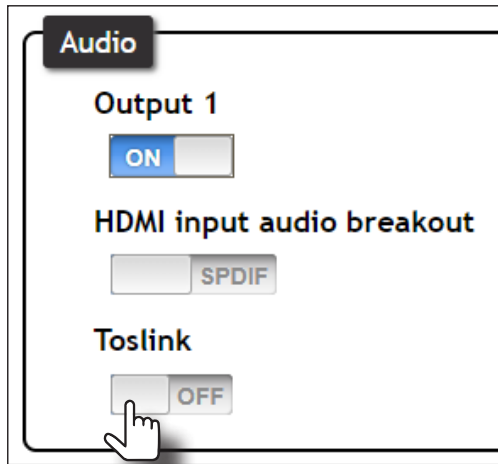 Audio
Output 1
ON
HDMI input audio breakout
SPDIF
Toslink
OFF